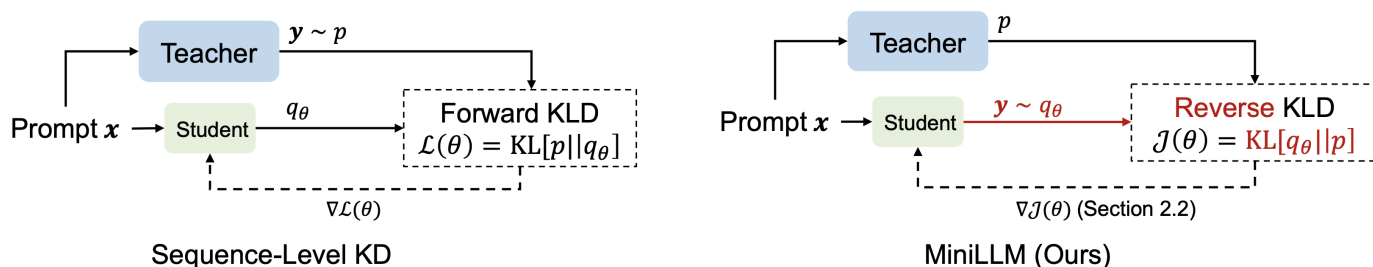 Teacher
𝒚 ~ p
Prompt 𝒙
Student
q_θ
Forward KLD
ℒ(θ) = KL[p||q_θ]
∇ℒ(θ)
Sequence-Level KD
Teacher
p
Prompt 𝒙
Student
𝒚 ~ q_θ
Reverse KLD
𝒥(θ) = KL[q_θ||p]
∇𝒥(θ) (Section 2.2)
MiniLLM (Ours)